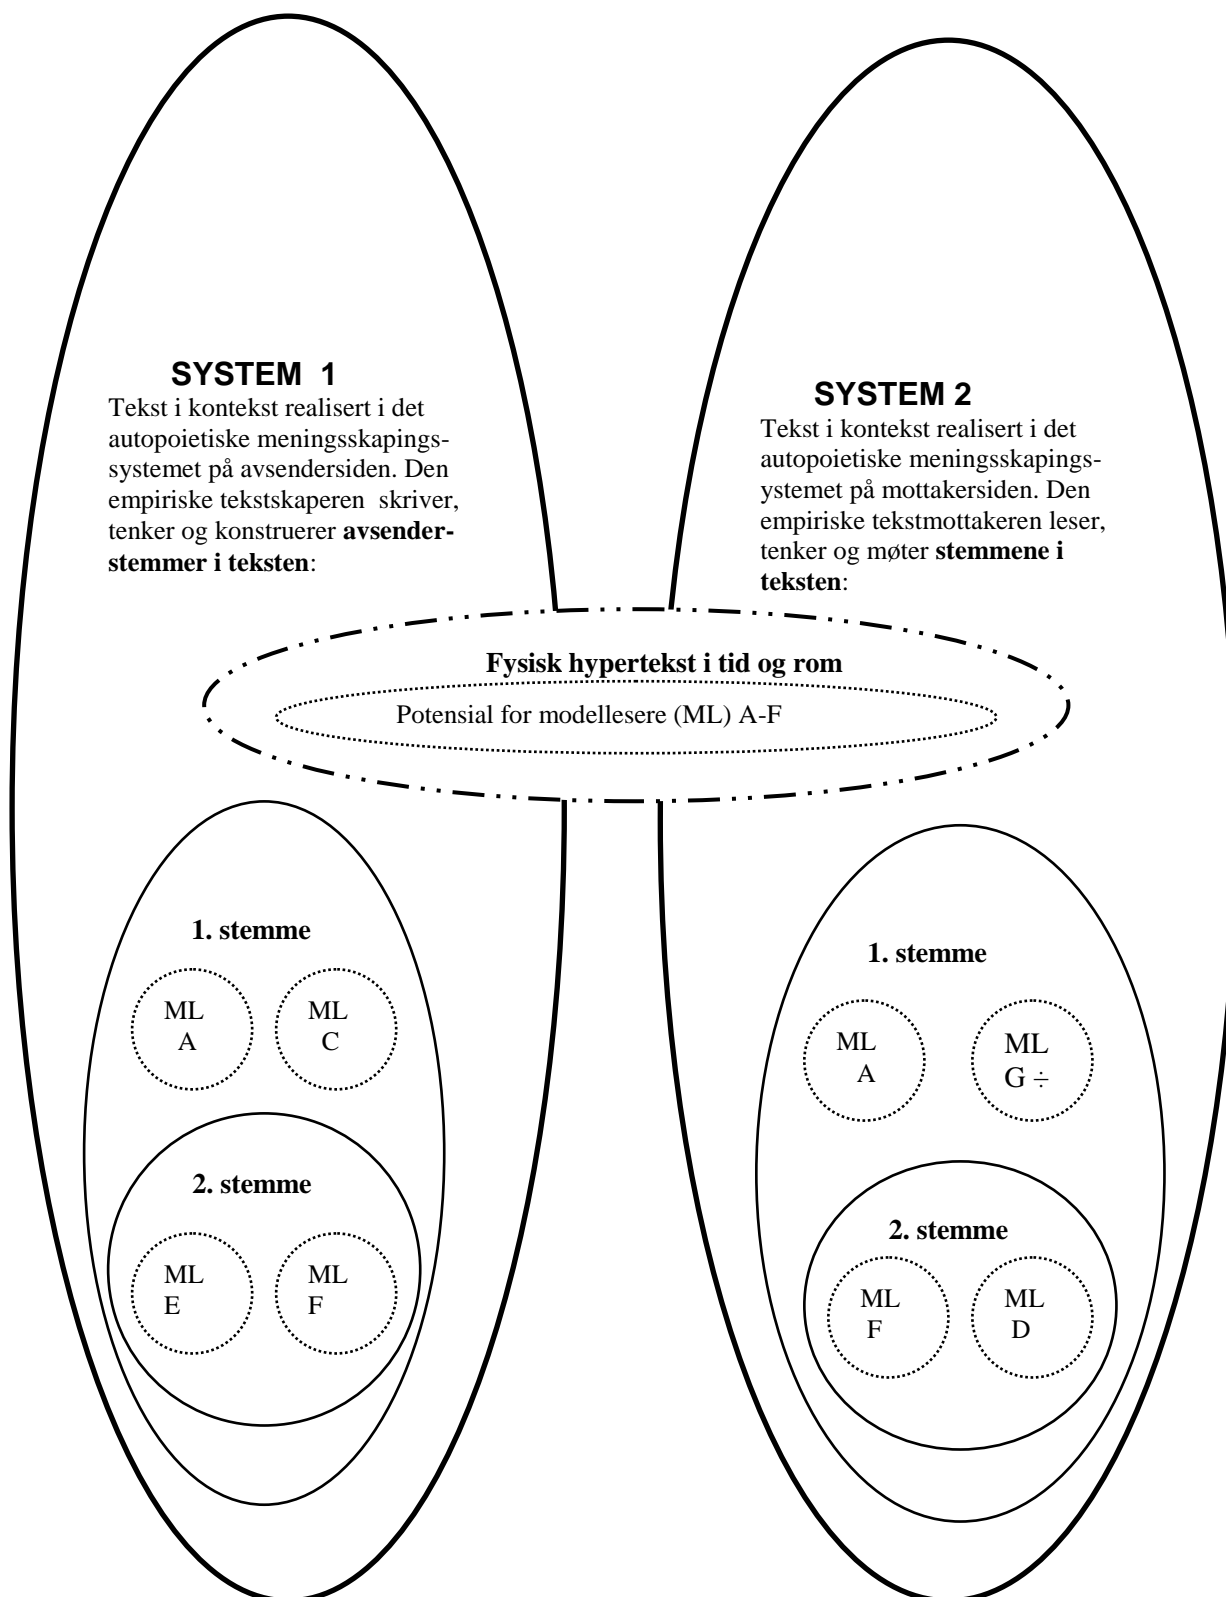 SYSTEM 1
Tekst i kontekst realisert i det
autopoietiske meningsskapings-
systemet på avsendersiden. Den
empiriske tekstskaperen skriver,
tenker og konstruerer avsender-
stemmer i teksten:
SYSTEM 2
Tekst i kontekst realisert i det
autopoietiske meningsskapings-
ystemet på mottakersiden. Den
empiriske tekstmottakeren leser,
tenker og møter stemmene i
teksten:
Fysisk hypertekst i tid og rom
Potensial for modellesere (ML) A-F
1. stemme
ML
A
ML
C
2. stemme
ML
E
ML
F
1. stemme
ML
A
ML
G ÷
2. stemme
ML
F
ML
D